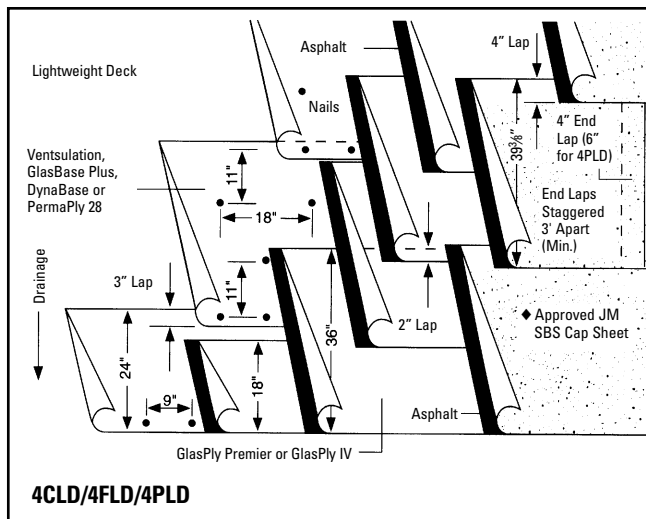 Lightweight Deck
Asphalt
4” Lap
Nails
39⅜”
4” End
Lap (6”
for 4PLD)
Ventsulation,
GlasBase Plus,
DynaBase or
PermaPly 28
11"
18"
End Laps
Staggered
3' Apart
(Min.)
Drainage
3” Lap
11"
36"
2” Lap
♦ Approved JM
SBS Cap Sheet
24"
9"
18"
Asphalt
GlasPly Premier or GlasPly IV
4CLD/4FLD/4PLD